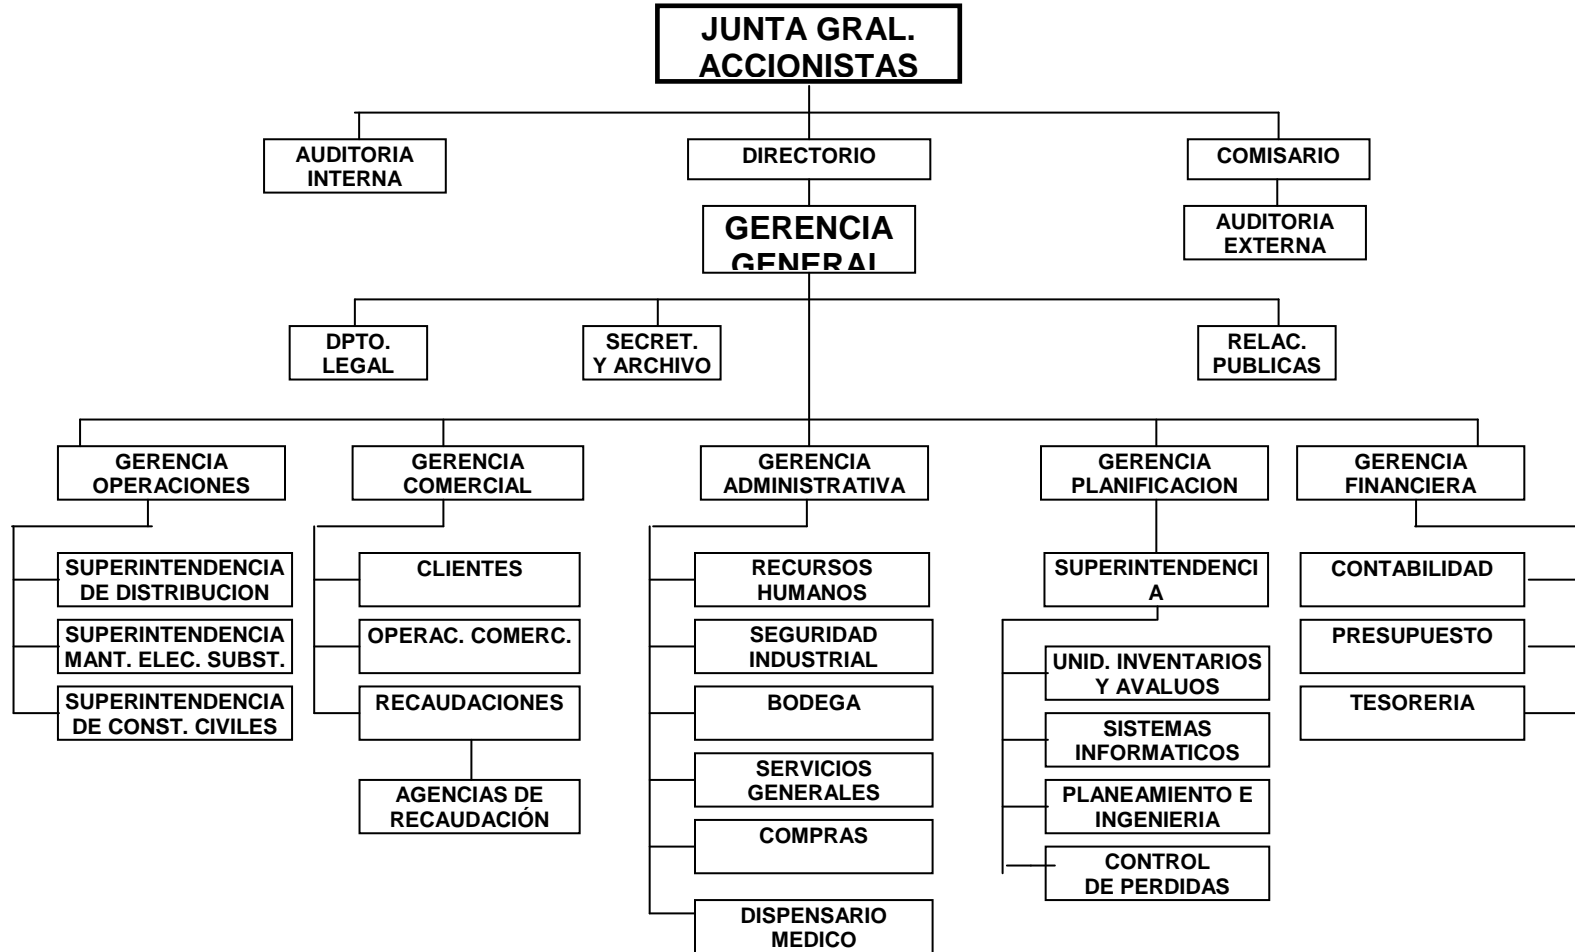 JUNTA GRAL.
ACCIONISTAS
AUDITORIA
INTERNA
DIRECTORIO
COMISARIO
GERENCIA
GENERAL
AUDITORIA
EXTERNA
DPTO.
LEGAL
SECRET.
Y ARCHIVO
RELAC.
PUBLICAS
GERENCIA
OPERACIONES
GERENCIA
COMERCIAL
GERENCIA
ADMINISTRATIVA
GERENCIA
PLANIFICACION
GERENCIA
FINANCIERA
SUPERINTENDENCIA
DE DISTRIBUCION
SUPERINTENDENCIA
MANT. ELEC. SUBST.
SUPERINTENDENCIA
DE CONST. CIVILES
CLIENTES
OPERAC. COMERC.
RECAUDACIONES
AGENCIAS DE
RECAUDACIÓN
RECURSOS
HUMANOS
SEGURIDAD
INDUSTRIAL
BODEGA
SERVICIOS
GENERALES
COMPRAS
DISPENSARIO
MEDICO
SUPERINTENDENCI
A
UNID. INVENTARIOS
Y AVALUOS
SISTEMAS
INFORMATICOS
PLANEAMIENTO E
INGENIERIA
CONTROL
DE PERDIDAS
CONTABILIDAD
PRESUPUESTO
TESORERIA